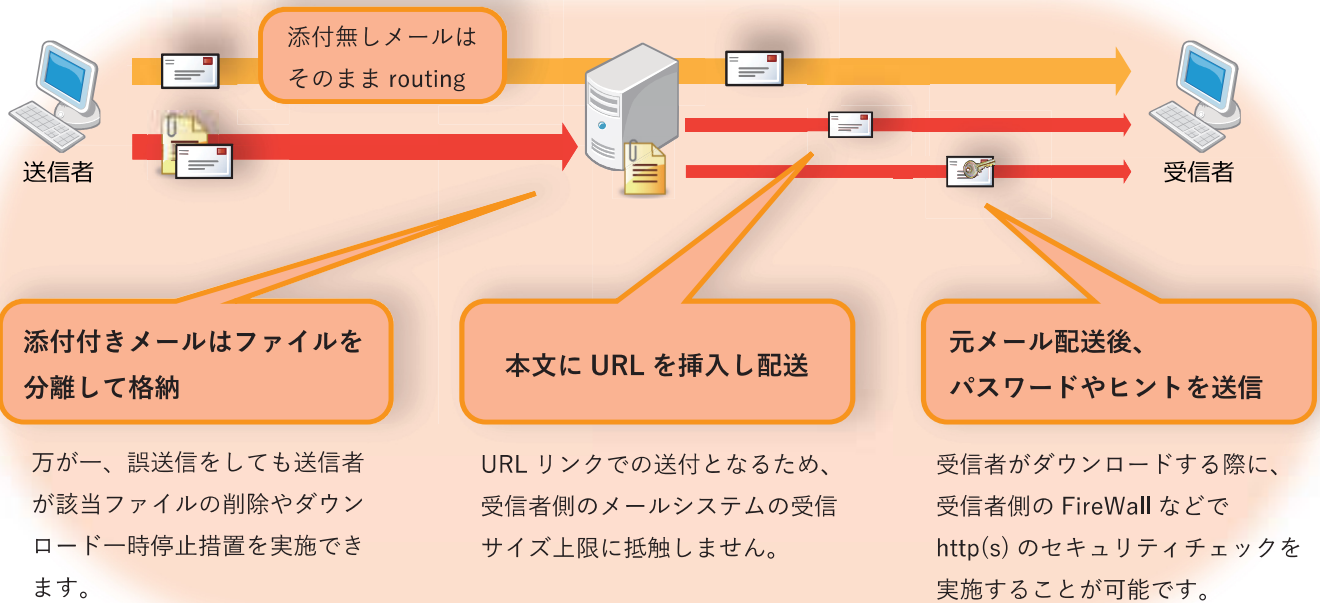 添付無しメールは
そのまま routing
送信者
受信者
添付付きメールはファイルを
分離して格納
万が一、誤送信をしても送信者
が該当ファイルの削除やダウン
ロード一時停止措置を実施でき
ます。
本文に URL を挿入し配送
URL リンクでの送付となるため、
受信者側のメールシステムの受信
サイズ上限に抵触しません。
元メール配送後、
パスワードやヒントを送信
受信者がダウンロードする際に、
受信者側の FireWall などで
http(s) のセキュリティチェックを
実施することが可能です。